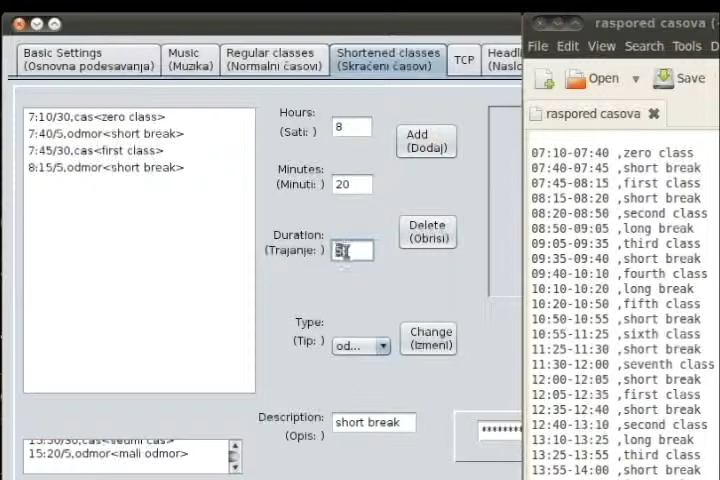 raspored casova (
Basic Settings
(Osnovna podesavanja)
Music
(Muzika)
Regular classes
(Normalni časovi)
Shortened classes
(Skraćeni časovi)
TCP
Headl
(Naslo
7:10/30,cas<zero class>
7:40/5,odmor<short break>
7:45/30,cas<first class>
8:15/5,odmor<short break>
Hours:
(Sati: )
8
Add
(Dodaj)
Minutes:
(Minuti: )
20
Delete
(Obrisi)
Duration:
(Trajanje: )
Type:
(Tip: )
od...
Change
(Izmeni)
Description:
(Opis: )
short break
15:20/5,odmor<mali odmor>
********
File Edit View Search Tools D
Open
Save
raspored casova
07:10-07:40 ,zero class
07:40-07:45 ,short break
07:45-08:15 ,first class
08:15-08:20 ,short break
08:20-08:50 ,second class
08:50-09:05 ,long break
09:05-09:35 ,third class
09:35-09:40 ,short break
09:40-10:10 ,fourth class
10:10-10:20 ,long break
10:20-10:50 ,fifth class
10:50-10:55 ,short break
10:55-11:25 ,sixth class
11:25-11:30 ,short break
11:30-12:00 ,seventh class
12:00-12:05 ,short break
12:05-12:35 ,first class
12:35-12:40 ,short break
12:40-13:10 ,second class
13:10-13:25 ,long break
13:25-13:55 ,third class
13:55-14:00 ,short break